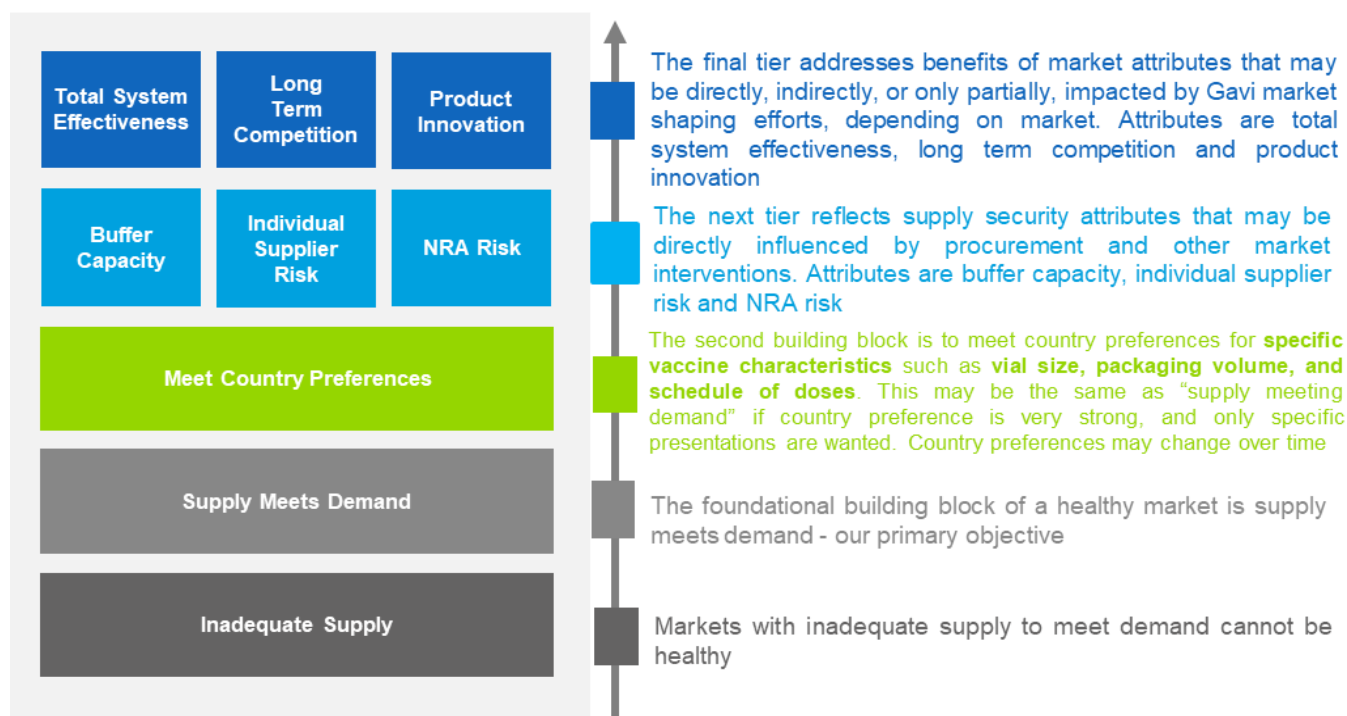 Total System
Effectiveness
Long
Term
Competition
Product
Innovation
The final tier addresses benefits of market attributes that may
be directly, indirectly, or only partially, impacted by Gavi market
shaping efforts, depending on market. Attributes are total
system effectiveness, long term competition and product
innovation
Buffer
Capacity
Individual
Supplier
Risk
NRA Risk
The next tier reflects supply security attributes that may be
directly influenced by procurement and other market
interventions. Attributes are buffer capacity, individual supplier
risk and NRA risk
Meet Country Preferences
The second building block is to meet country preferences for specific
vaccine characteristics such as vial size, packaging volume, and
schedule of doses. This may be the same as “supply meeting
demand” if country preference is very strong, and only specific
presentations are wanted. Country preferences may change over time
Supply Meets Demand
The foundational building block of a healthy market is supply
meets demand - our primary objective
Inadequate Supply
Markets with inadequate supply to meet demand cannot be
healthy